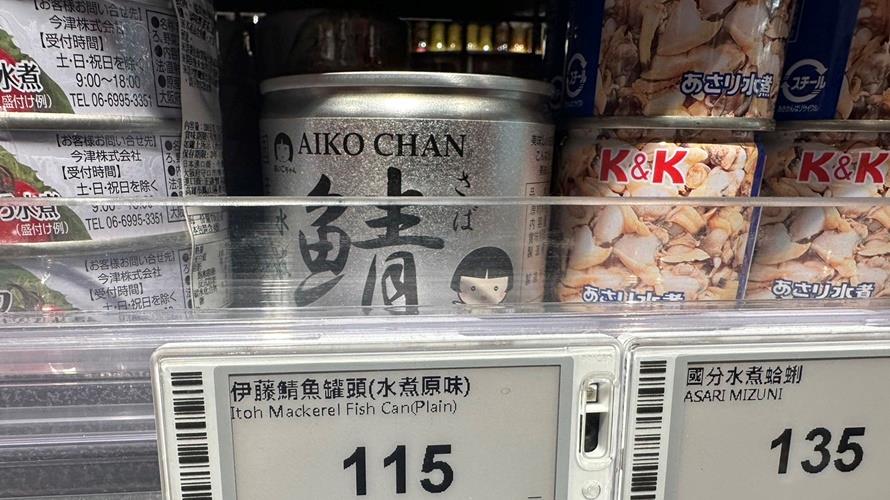 お客様お問い合せ先
今津株式会社
【受付時間】
土・日・祝日を除く
9:00～18:00
TEL 06-6995-3351
水煮
(盛付け例)
お客様お問い合せ先
今津株式会社
【受付時間】
土・日・祝日を除く
TEL 06-6995-3351
水煮
(盛付け例)
お客様お問い合せ先
今津株式会社
【受付時間】
土・日・祝日を除く
AIKO CHAN
あいこちゃん
さば
鯖
水煮
あさり水煮
スチール
スチール
K&K
K&K
あさり水煮
あさり水煮
伊藤鯖魚罐頭(水煮原味)
Itoh Mackerel Fish Can(Plain)
115
國分水煮蛤蜊
ASARI MIZUNI
135